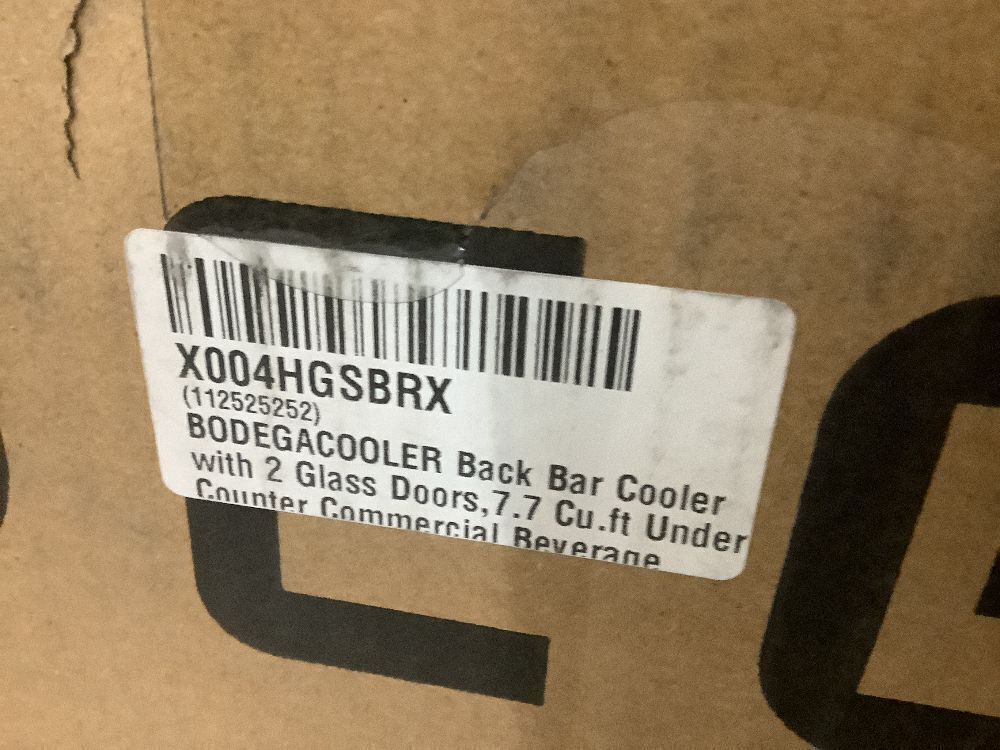 X004HGSBRX
(112525252)
BODEGACOOLER Back Bar Cooler
with 2 Glass Doors,7.7 Cu.ft Under
Counter Commercial Beverage